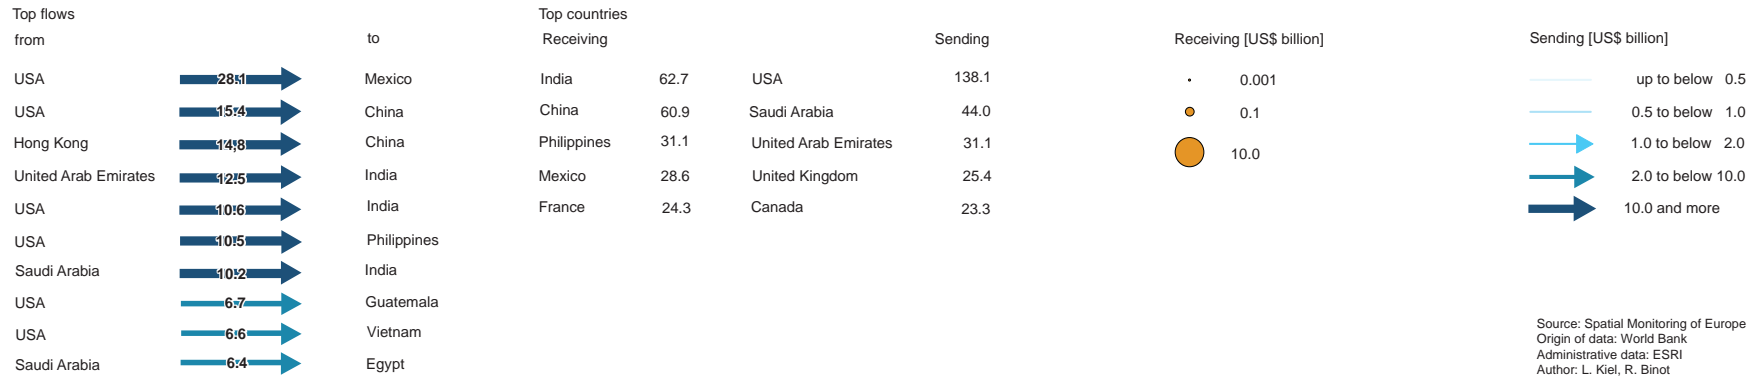 Top flows
from to
USA 28.1 Mexico
USA 15.4 China
Hong Kong 14,8 China
United Arab Emirates 12.5 India
USA 10.6 India
USA 10.5 Philippines
Saudi Arabia 10.2 India
USA 6.7 Guatemala
USA 6.6 Vietnam
Saudi Arabia 6.4 Egypt
Top countries
Receiving Sending
India 62.7 USA 138.1
China 60.9 Saudi Arabia 44.0
Philippines 31.1 United Arab Emirates 31.1
Mexico 28.6 United Kingdom 25.4
France 24.3 Canada 23.3
Receiving [US$ billion]
0.001
0.1
10.0
Sending [US$ billion]
up to below 0.5
0.5 to below 1.0
1.0 to below 2.0
2.0 to below 10.0
10.0 and more
Source: Spatial Monitoring of Europe
Origin of data: World Bank
Administrative data: ESRI
Author: L. Kiel, R. Binot